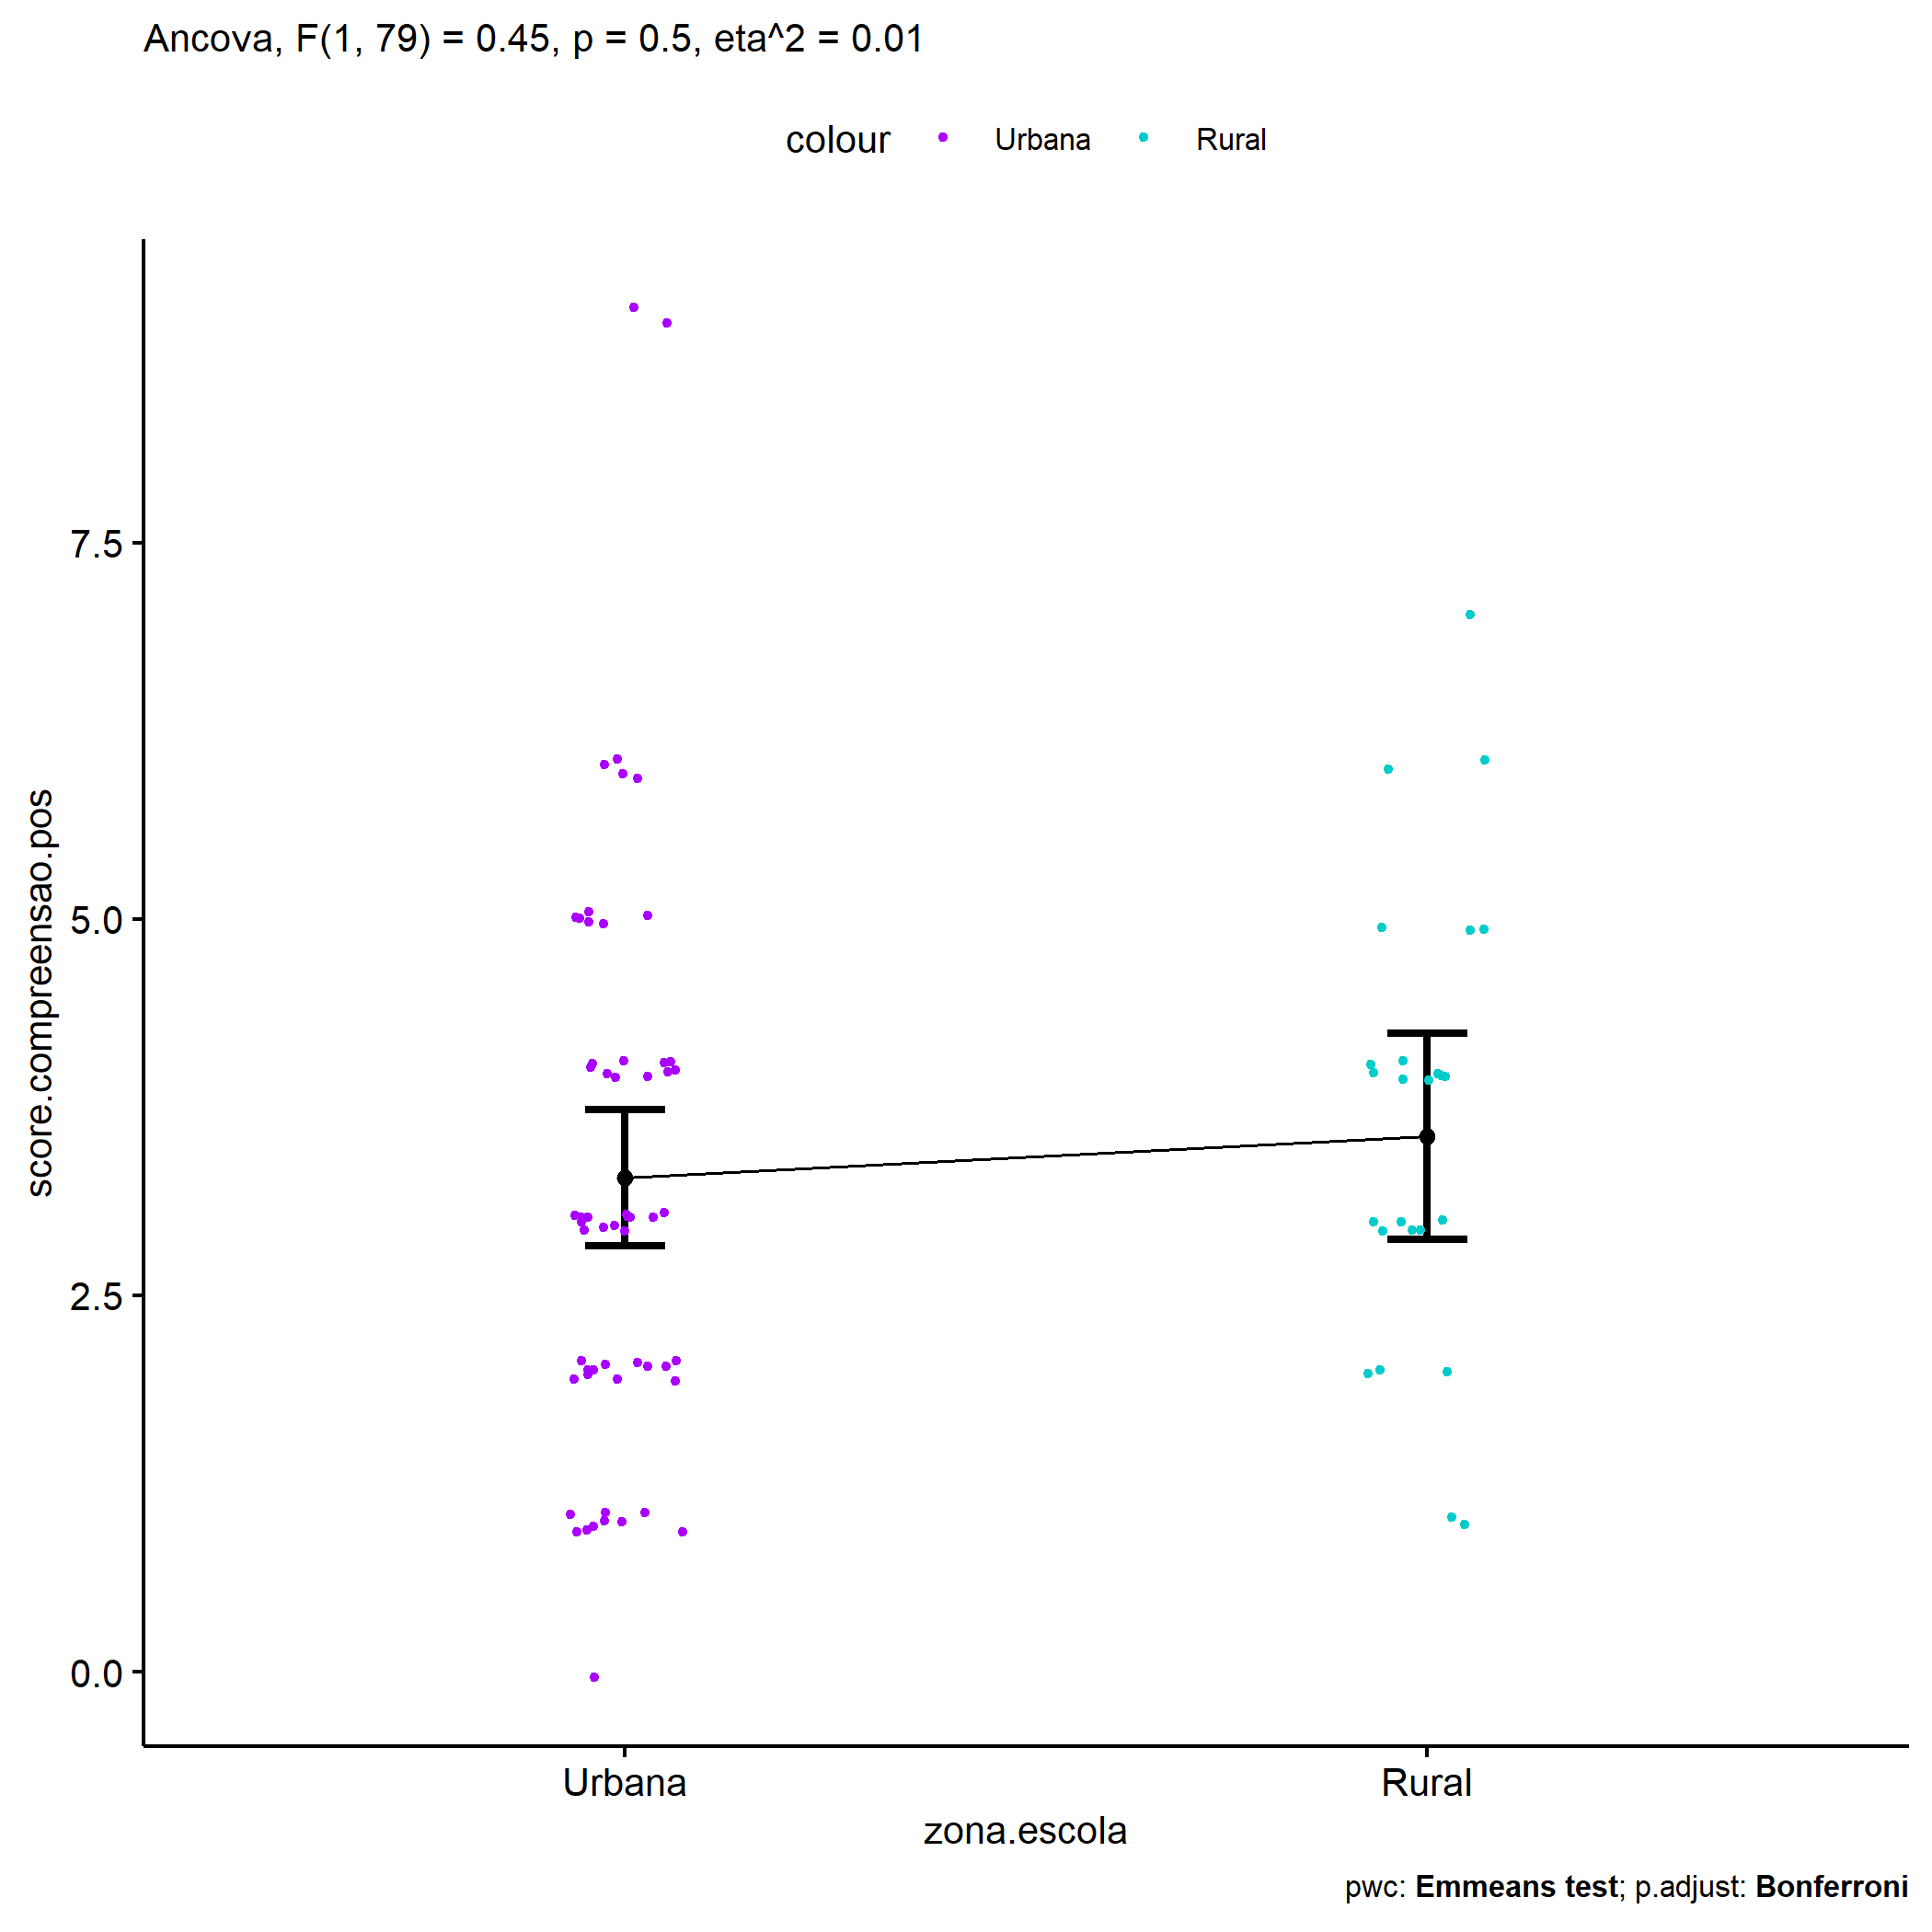 Ancova, F(1, 79) = 0.45, p = 0.5, eta^2 = 0.01
colour Urbana Rural
score.compreensao.pos
7.5
5.0
2.5
0.0
Urbana Rural
zona.escola
pwc: Emmeans test; p.adjust: Bonferroni